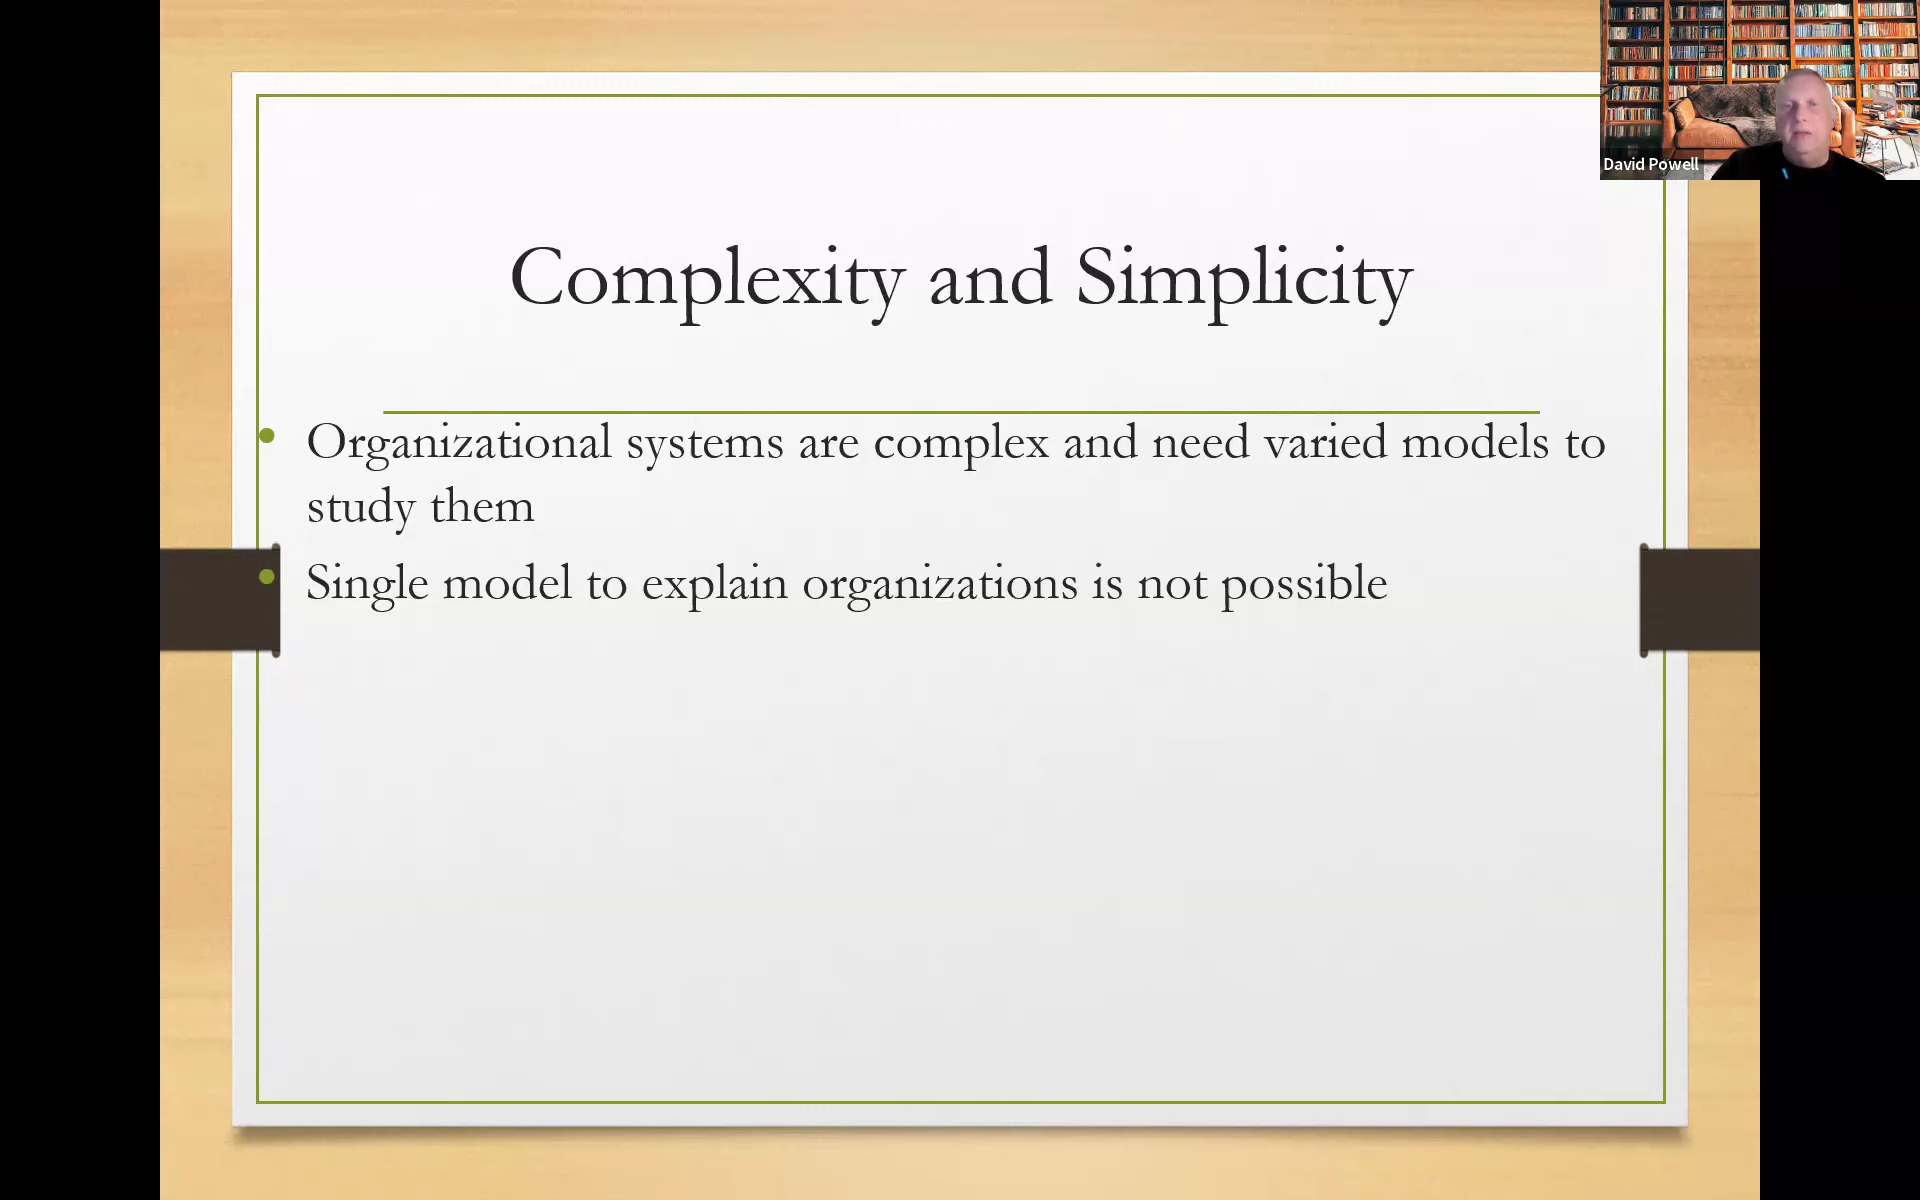 David Powell
Complexity and Simplicity
• Organizational systems are complex and need varied models to
study them
• Single model to explain organizations is not possible